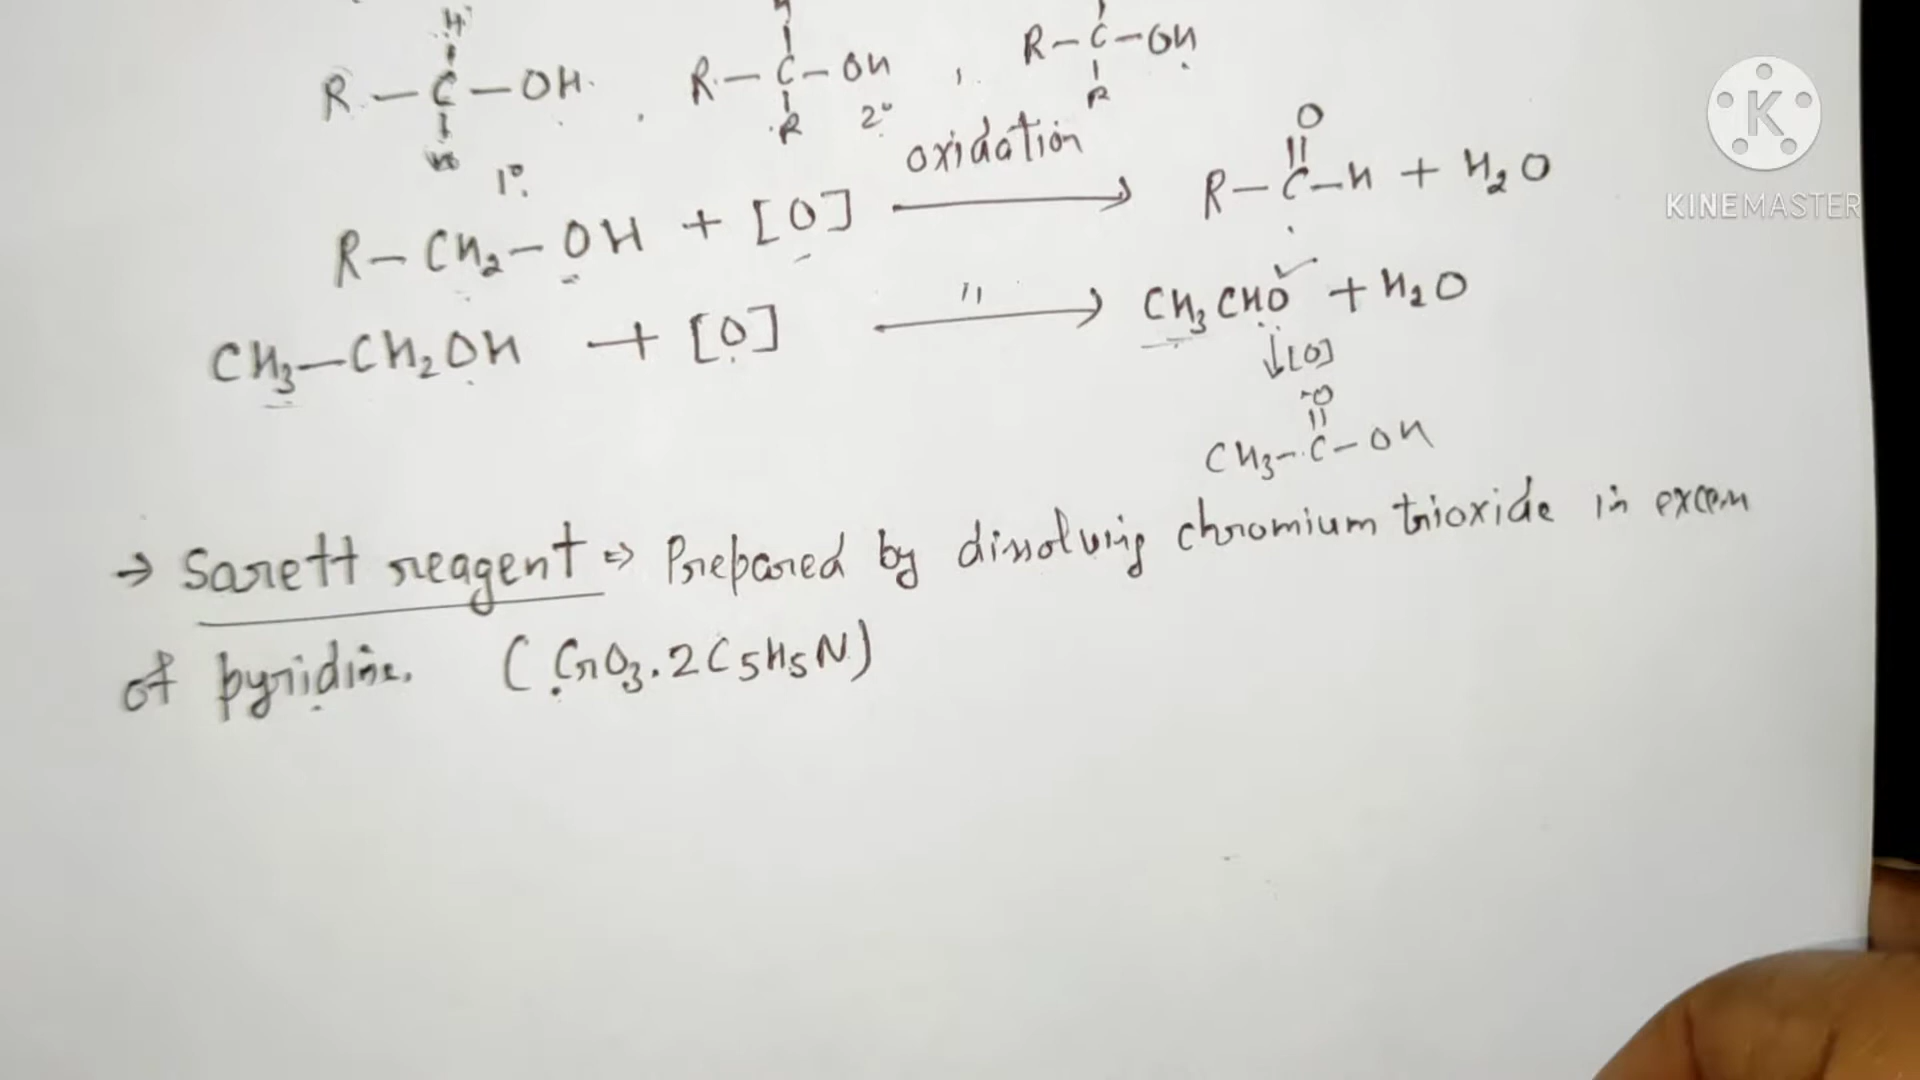 H
R-C-OH, R-C-OH, R-C-OH
H R R
1° 2°
oxidation O
R-CH2-OH + [O] → R-C-H + H2O
CH3-CH2OH + [O] " → CH3CHO ✓ + H2O
↓[O]
O
CH3-C-OH
→ Sarett reagent ⇒ Prepared by dissolving chromium trioxide in excess
of pyridine. (CrO3.2C5H5N)
K
KINEMASTER